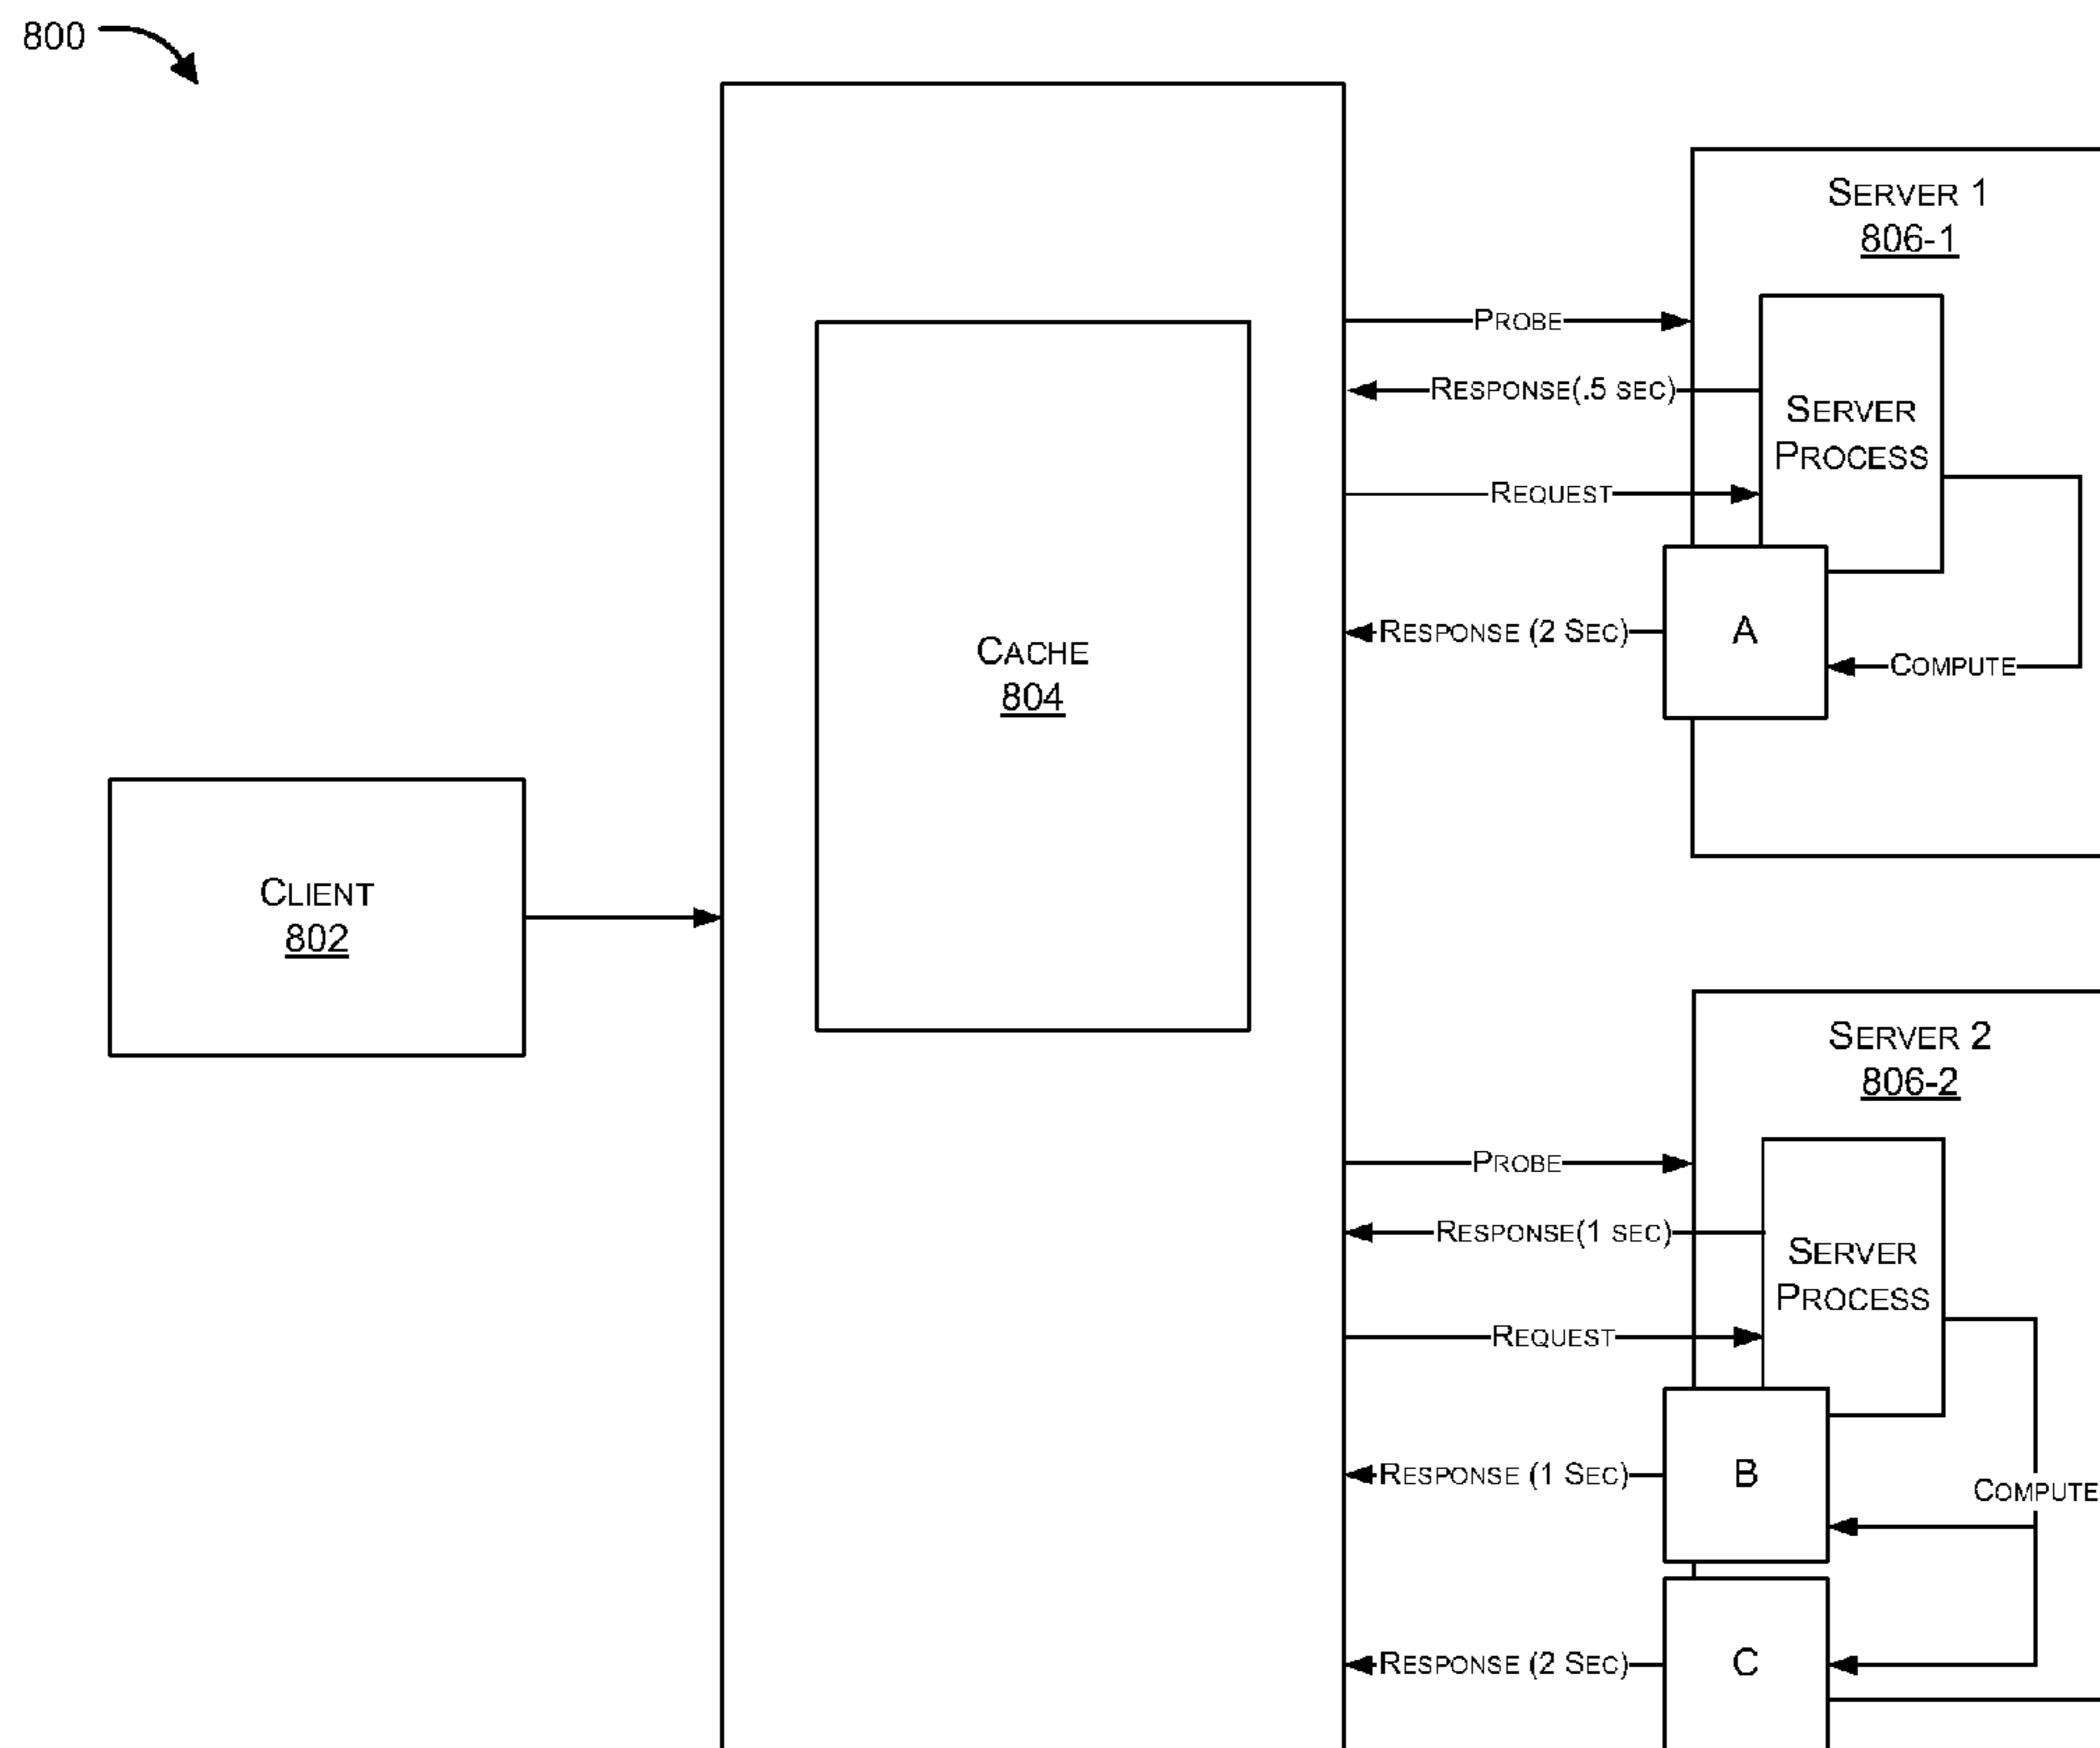 800
SERVER 1
806-1
PROBE
RESPONSE(.5 SEC)
SERVER
PROCESS
REQUEST
A
RESPONSE (2 SEC)
COMPUTE
CACHE
804
CLIENT
802
SERVER 2
806-2
PROBE
RESPONSE(1 SEC)
SERVER
PROCESS
REQUEST
B
RESPONSE (1 SEC)
COMPUTE
C
RESPONSE (2 SEC)